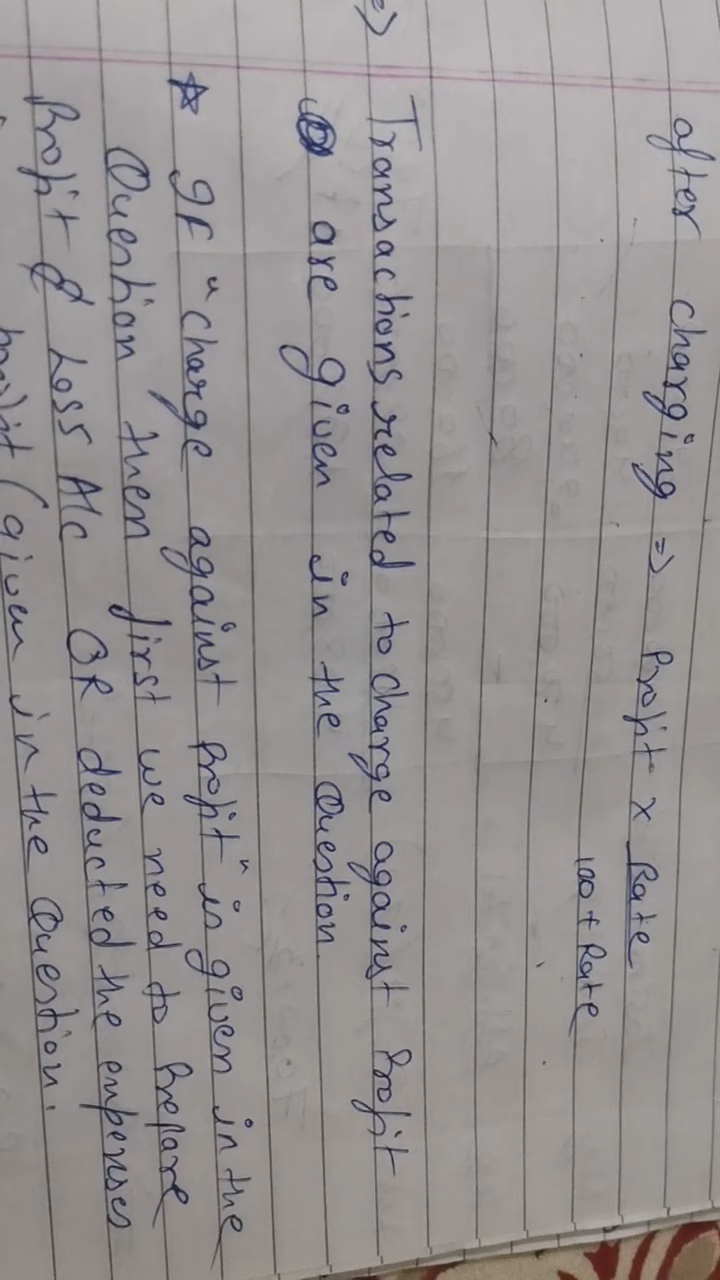 after charging => Profit × Rate
100 + Rate
=> Transactions related to charge against Profit
are given in the Question.
☆ IF "charge against Profit" is given in the
Question then first we need to Prepare
Profit & Loss A/c OR deducted the expenses
profit (given in the Question.